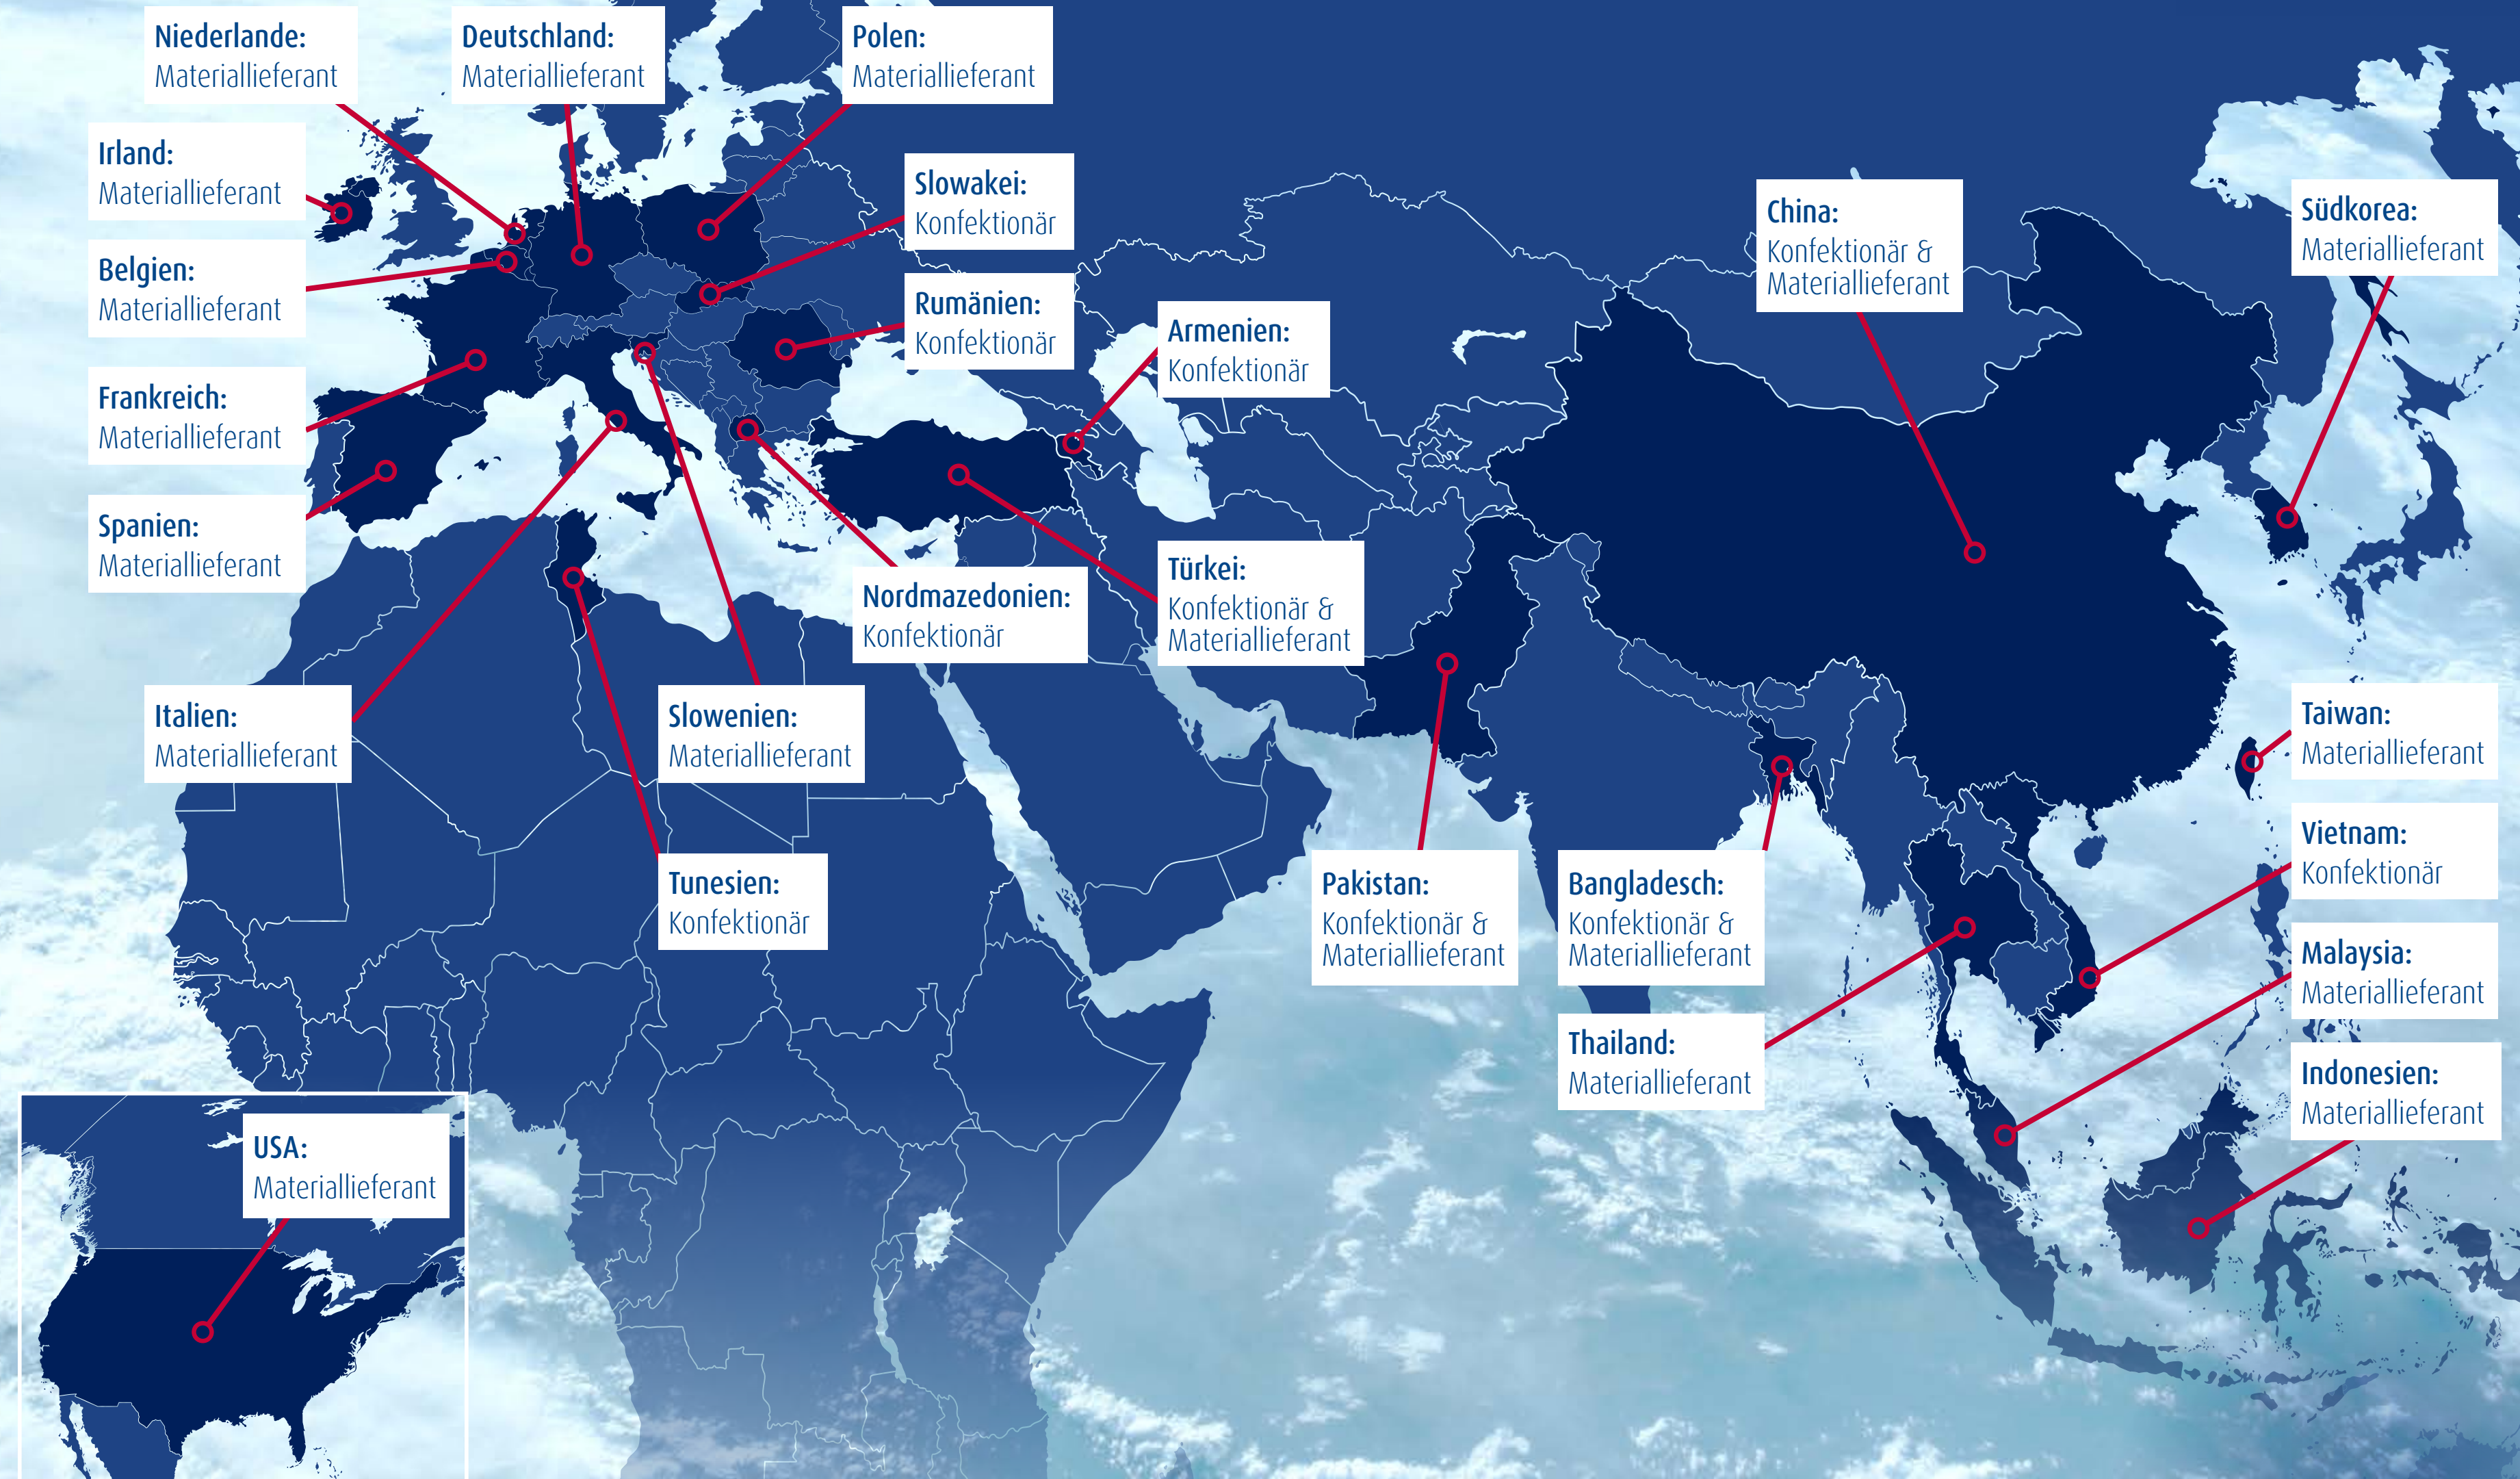 Niederlande:
Materiallieferant
Deutschland:
Materiallieferant
Polen:
Materiallieferant
Irland:
Materiallieferant
Slowakei:
Konfektionär
China:
Konfektionär &
Materiallieferant
Südkorea:
Materiallieferant
Belgien:
Materiallieferant
Rumänien:
Konfektionär
Armenien:
Konfektionär
Frankreich:
Materiallieferant
Spanien:
Materiallieferant
Nordmazedonien:
Konfektionär
Türkei:
Konfektionär &
Materiallieferant
Italien:
Materiallieferant
Slowenien:
Materiallieferant
Taiwan:
Materiallieferant
Tunesien:
Konfektionär
Pakistan:
Konfektionär &
Materiallieferant
Bangladesch:
Konfektionär &
Materiallieferant
Vietnam:
Konfektionär
Malaysia:
Materiallieferant
Thailand:
Materiallieferant
Indonesien:
Materiallieferant
USA:
Materiallieferant